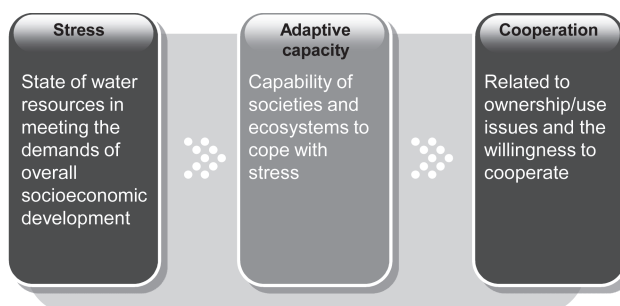 Stress
State of water
resources in
meeting the
demands of
overall
socioeconomic
development
Adaptive
capacity
Capability of
societies and
ecosystems to
cope with
stress
Cooperation
Related to
ownership/use
issues and the
willingness to
cooperate